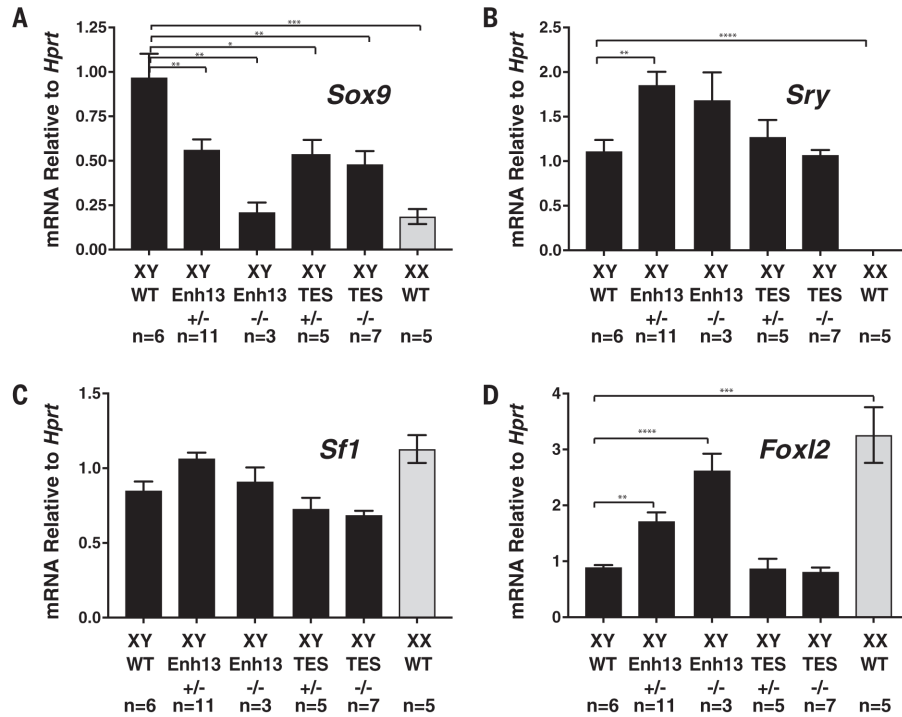 A
mRNA Relative to Hprt
1.25
1.00
0.75
0.50
0.25
0.00
***
**
*
**
**
Sox9
XY XY XY XY XY XX
WT Enh13 Enh13 TES TES WT
+/- -/- +/- -/-
n=6 n=11 n=3 n=5 n=7 n=5
B
mRNA Relative to Hprt
2.5
2.0
1.5
1.0
0.5
0.0
****
**
Sry
XY XY XY XY XY XX
WT Enh13 Enh13 TES TES WT
+/- -/- +/- -/-
n=6 n=11 n=3 n=5 n=7 n=5
C
mRNA Relative to Hprt
1.5
1.0
0.5
0.0
Sf1
XY XY XY XY XY XX
WT Enh13 Enh13 TES TES WT
+/- -/- +/- -/-
n=6 n=11 n=3 n=5 n=7 n=5
D
mRNA Relative to Hprt
4
3
2
1
0
***
****
**
Foxl2
XY XY XY XY XY XX
WT Enh13 Enh13 TES TES WT
+/- -/- +/- -/-
n=6 n=11 n=3 n=5 n=7 n=5